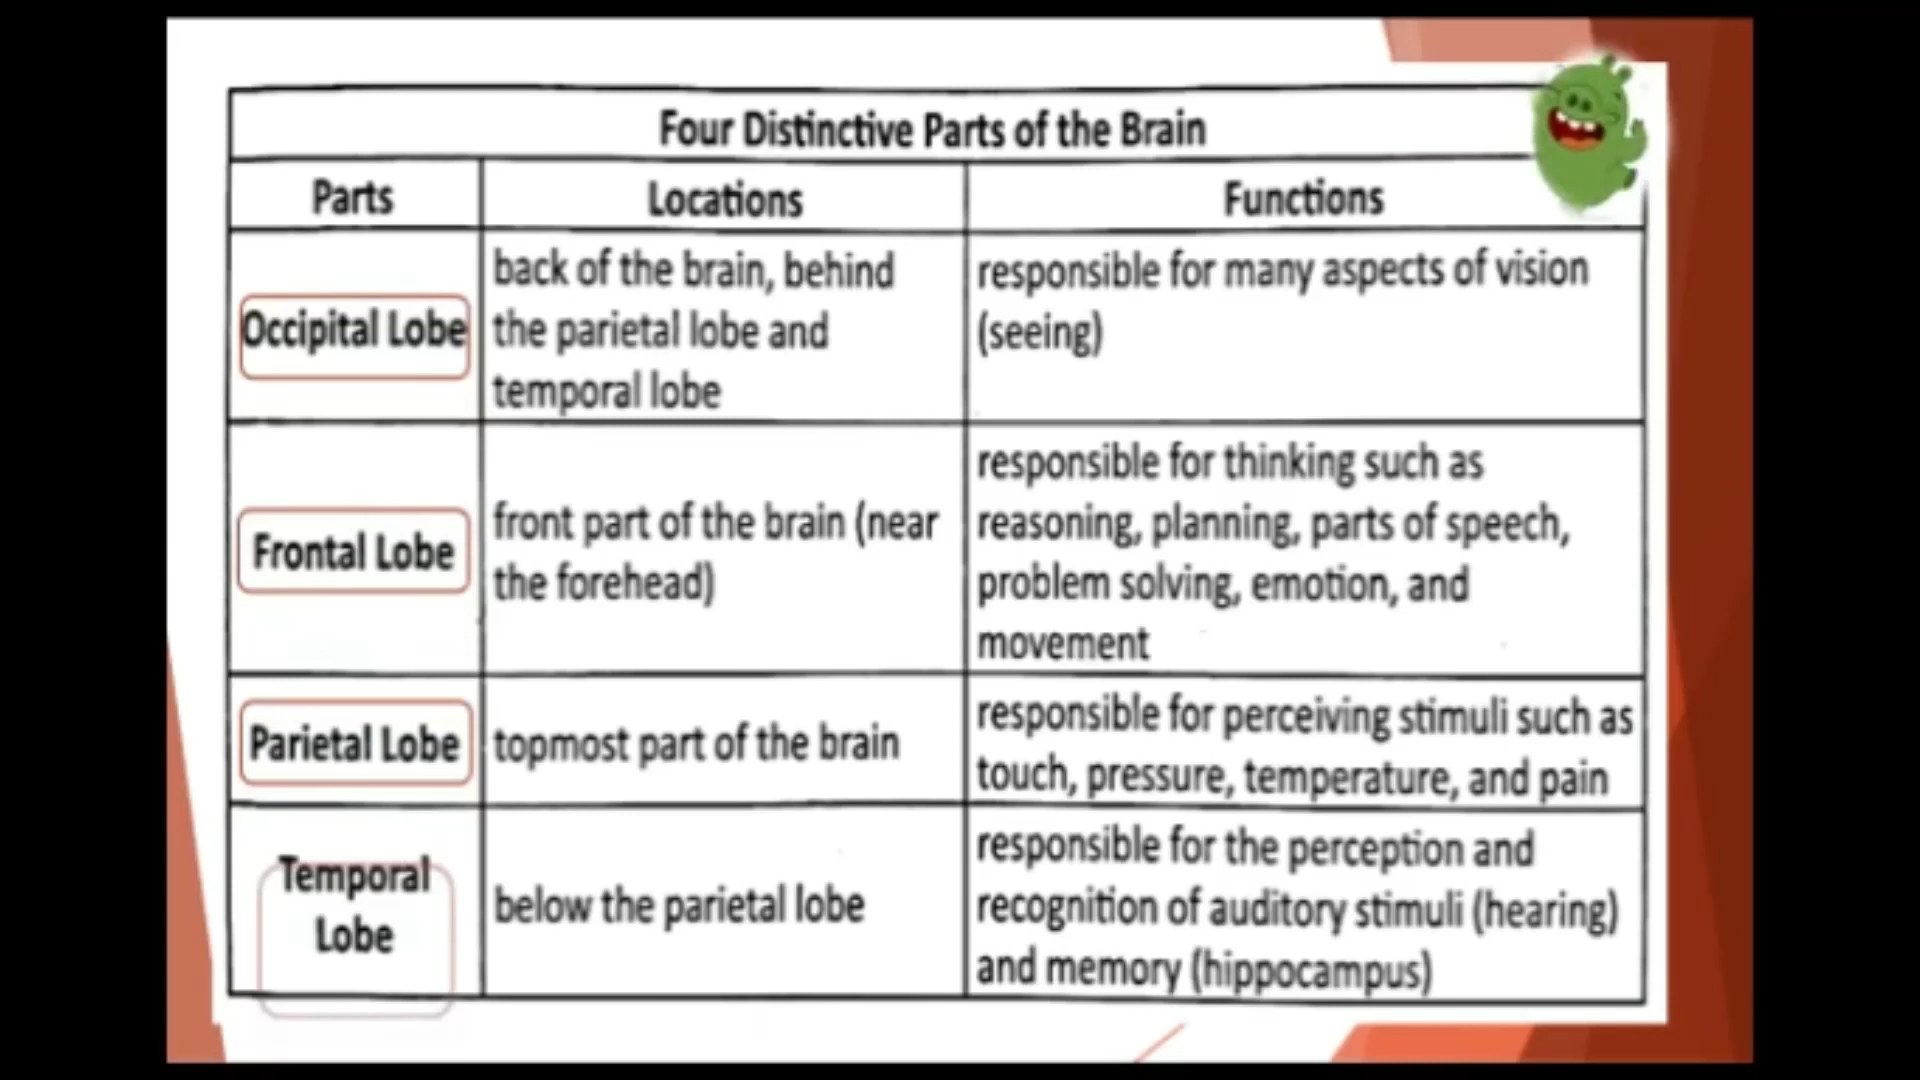 Four Distinctive Parts of the Brain
Parts
Locations
Functions
Occipital Lobe
back of the brain, behind
the parietal lobe and
temporal lobe
responsible for many aspects of vision
(seeing)
Frontal Lobe
front part of the brain (near
the forehead)
responsible for thinking such as
reasoning, planning, parts of speech,
problem solving, emotion, and
movement
Parietal Lobe
topmost part of the brain
responsible for perceiving stimuli such as
touch, pressure, temperature, and pain
Temporal
Lobe
below the parietal lobe
responsible for the perception and
recognition of auditory stimuli (hearing)
and memory (hippocampus)